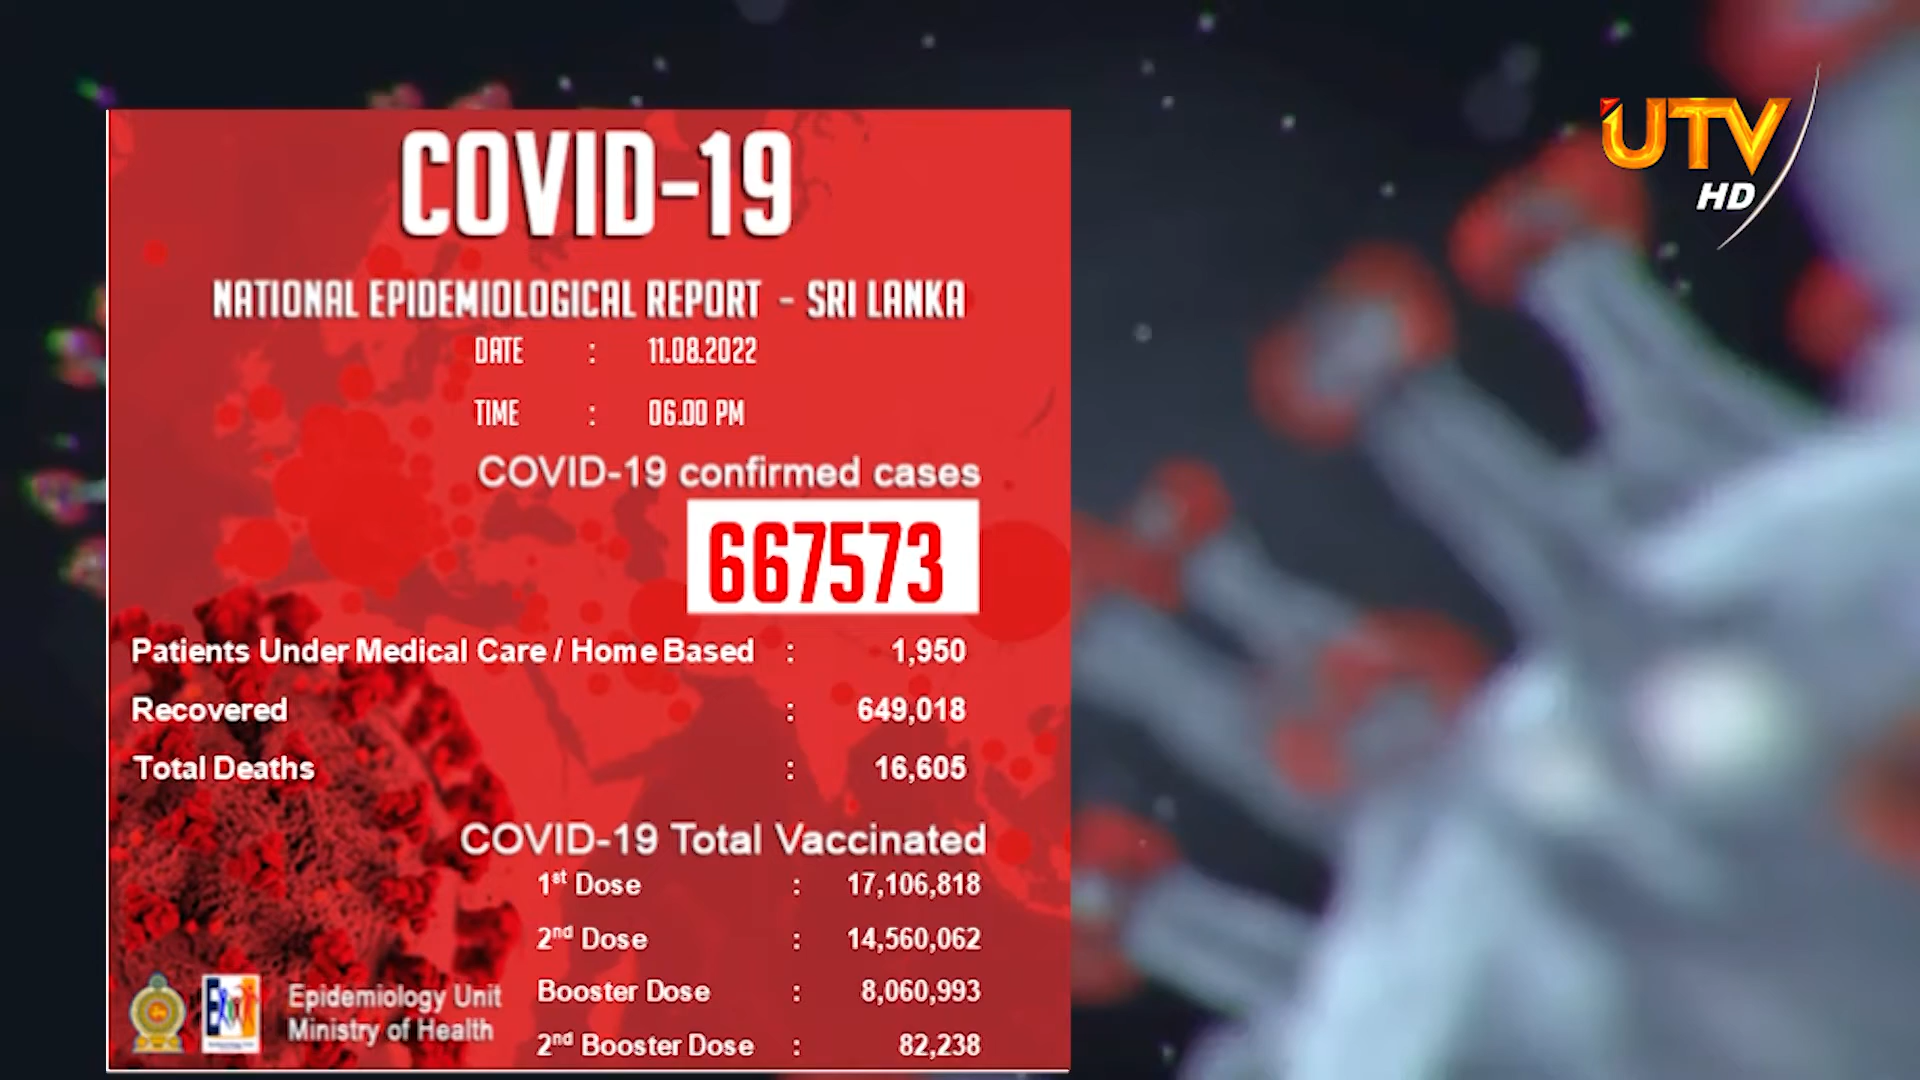 UTV
HD
COVID-19
NATIONAL EPIDEMIOLOGICAL REPORT - SRI LANKA
DATE : 11.08.2022
TIME : 06.00 PM
COVID-19 confirmed cases
667573
Patients Under Medical Care / Home Based : 1,950
Recovered : 649,018
Total Deaths : 16,605
COVID-19 Total Vaccinated
1st Dose : 17,106,818
2nd Dose : 14,560,062
Booster Dose : 8,060,993
2nd Booster Dose : 82,238
Epidemiology Unit
Ministry of Health